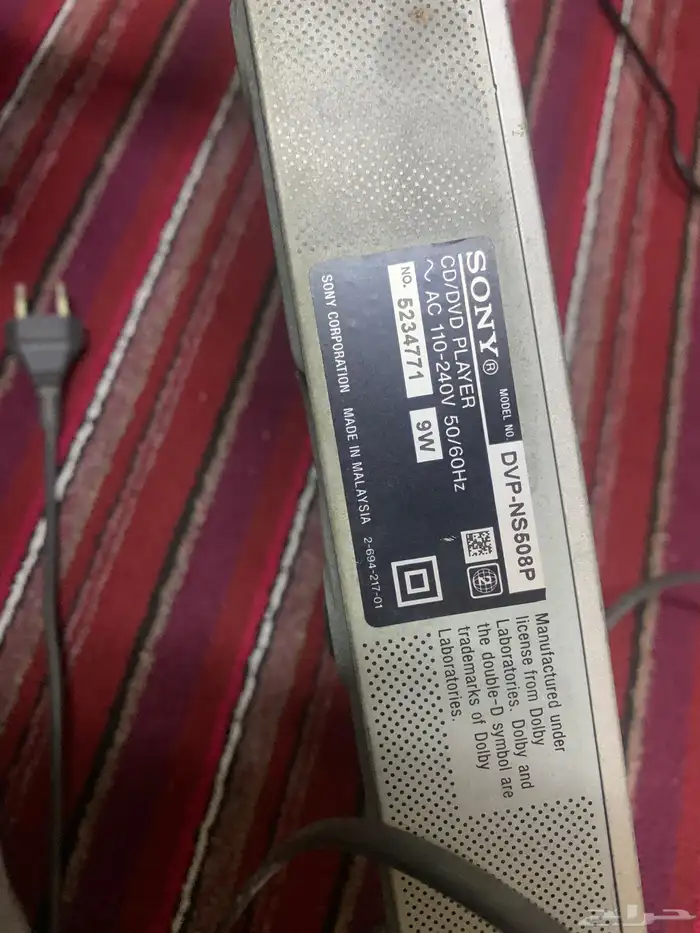 SONY® MODEL NO. DVP-NS508P
CD/DVD PLAYER
~ AC 110-240V 50/60Hz
NO. 5234771 9W
2
SONY CORPORATION MADE IN MALAYSIA 2-694-217-01
Manufactured under
license from Dolby
Laboratories. Dolby and
the double-D symbol are
trademarks of Dolby
Laboratories.
حراج